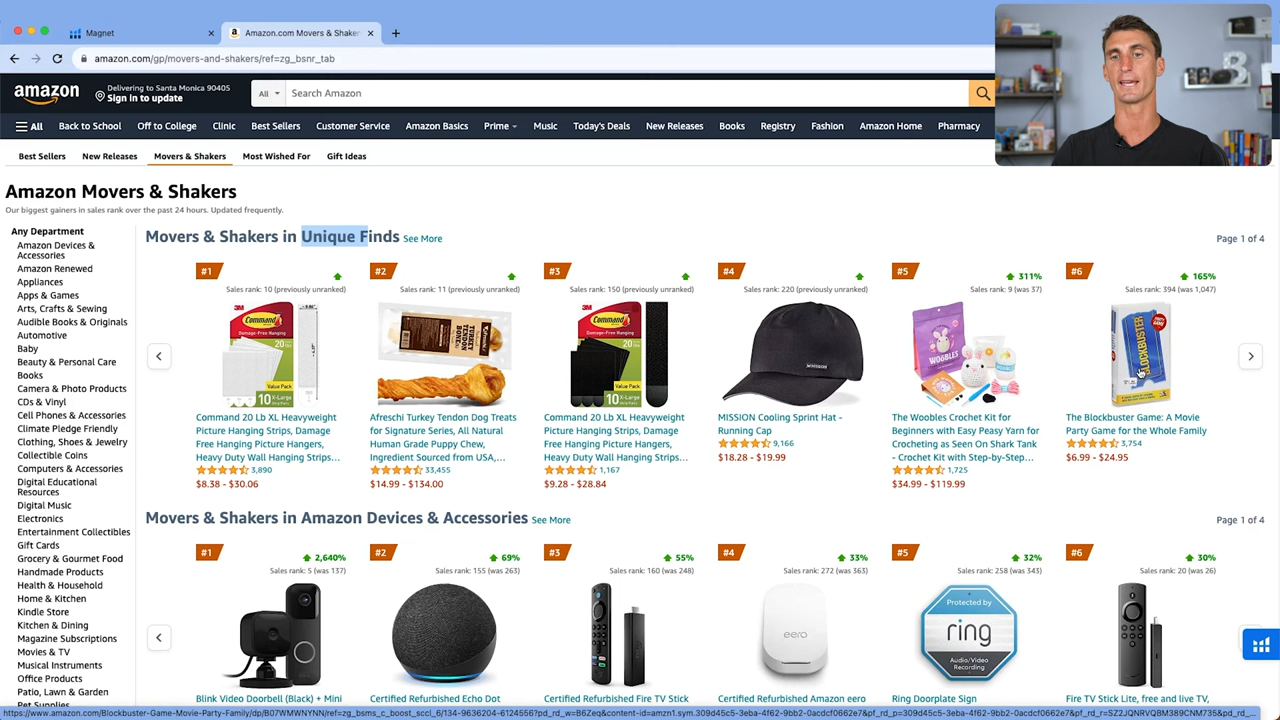 Magnet
Amazon.com Movers & Shaker
amazon.com/gp/movers-and-shakers/ref=zg_bsnr_tab
amazon
Delivering to Santa Monica 90405
Sign in to update
All
Search Amazon
All
Back to School
Off to College
Clinic
Best Sellers
Customer Service
Amazon Basics
Prime
Music
Today's Deals
New Releases
Books
Registry
Fashion
Amazon Home
Pharmacy
Best Sellers
New Releases
Movers & Shakers
Most Wished For
Gift Ideas
Amazon Movers & Shakers
Our biggest gainers in sales rank over the past 24 hours. Updated frequently.
Any Department
Amazon Devices &
Accessories
Amazon Renewed
Appliances
Apps & Games
Arts, Crafts & Sewing
Audible Books & Originals
Automotive
Baby
Beauty & Personal Care
Books
Camera & Photo Products
CDs & Vinyl
Cell Phones & Accessories
Climate Pledge Friendly
Clothing, Shoes & Jewelry
Collectible Coins
Computers & Accessories
Digital Educational
Resources
Digital Music
Electronics
Entertainment Collectibles
Gift Cards
Grocery & Gourmet Food
Handmade Products
Health & Household
Home & Kitchen
Kindle Store
Kitchen & Dining
Magazine Subscriptions
Movies & TV
Musical Instruments
Office Products
Patio, Lawn & Garden
Pet Supplies
Movers & Shakers in Unique Finds See More
Page 1 of 4
#1
Sales rank: 10 (previously unranked)
Command
Command 20 Lb XL Heavyweight
Picture Hanging Strips, Damage
Free Hanging Picture Hangers,
Heavy Duty Wall Hanging Strips...
3,890
$8.38 - $30.06
#2
Sales rank: 11 (previously unranked)
TURKEY
TENDON
Afreschi Turkey Tendon Dog Treats
for Signature Series, All Natural
Human Grade Puppy Chew,
Ingredient Sourced from USA,...
33,455
$14.99 - $134.00
#3
Sales rank: 150 (previously unranked)
Command
Command 20 Lb XL Heavyweight
Picture Hanging Strips, Damage
Free Hanging Picture Hangers,
Heavy Duty Wall Hanging Strips...
1,167
$9.28 - $28.84
#4
Sales rank: 220 (previously unranked)
MISSION
MISSION Cooling Sprint Hat -
Running Cap
9,166
$18.28 - $19.99
#5
311%
Sales rank: 9 (was 37)
WOOBLES
The Woobles Crochet Kit for
Beginners with Easy Peasy Yarn for
Crocheting as Seen On Shark Tank
- Crochet Kit with Step-by-Step...
1,725
$34.99 - $119.99
#6
165%
Sales rank: 394 (was 1,047)
BLOCKBUSTER
The Blockbuster Game: A Movie
Party Game for the Whole Family
3,754
$6.99 - $24.95
Movers & Shakers in Amazon Devices & Accessories See More
Page 1 of 4
#1
2,640%
Sales rank: 5 (was 137)
Blink Video Doorbell (Black) + Mini
#2
69%
Sales rank: 155 (was 263)
Certified Refurbished Echo Dot
#3
55%
Sales rank: 160 (was 248)
Certified Refurbished Fire TV Stick
#4
33%
Sales rank: 272 (was 363)
eero
Certified Refurbished Amazon eero
#5
32%
Sales rank: 258 (was 343)
Protected by
ring
Audio/Video
Recording
Ring Doorplate Sign
#6
30%
Sales rank: 20 (was 26)
Fire TV Stick Lite, free and live TV,